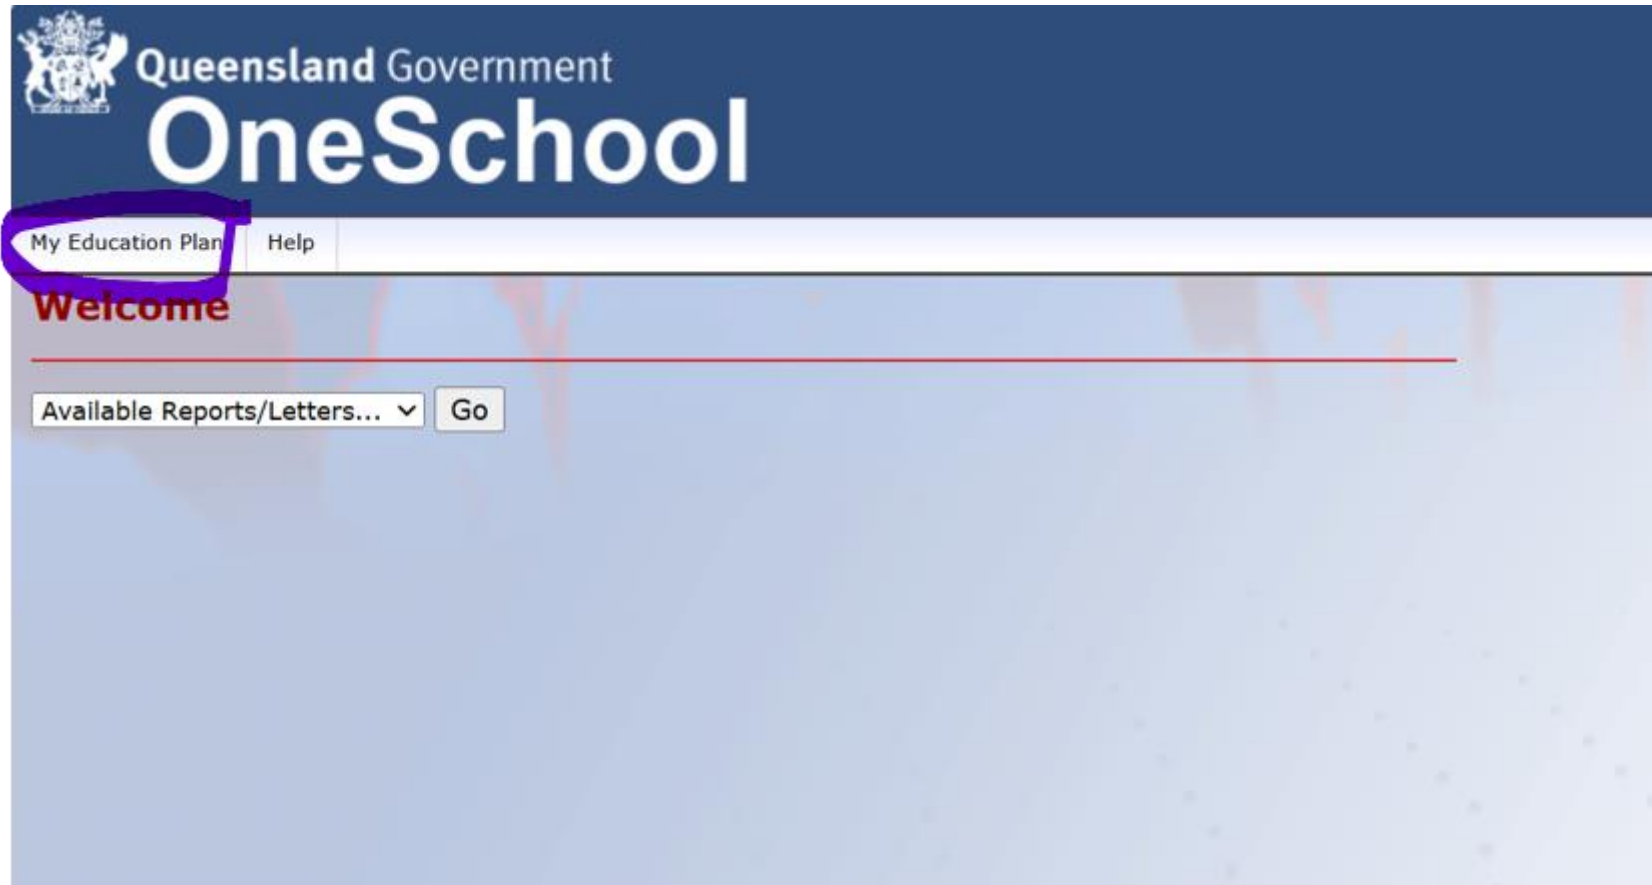 Queensland Government
OneSchool
My Education Plan Help
Welcome
Available Reports/Letters... Go